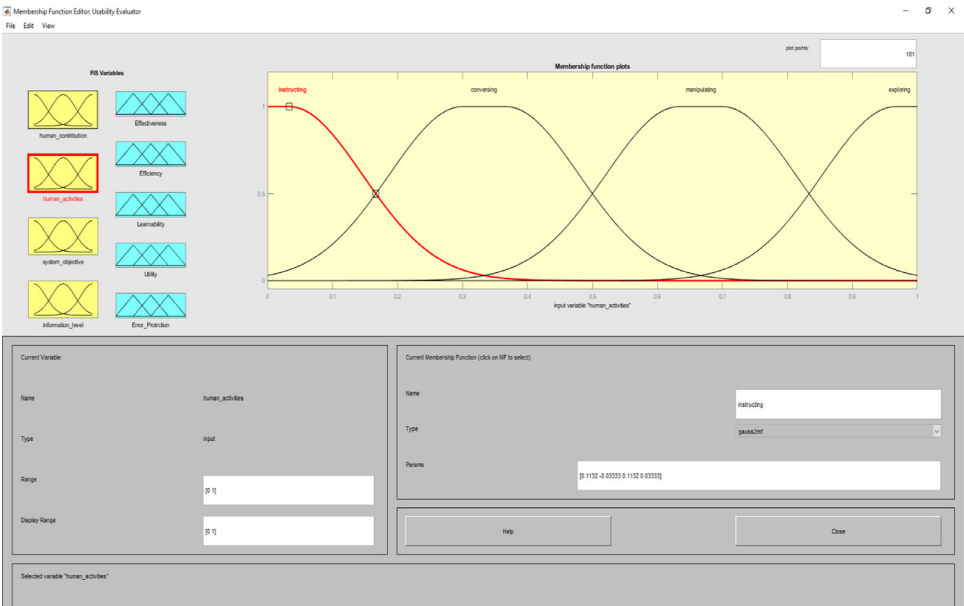 Membership Function Editor: Usability Evaluator
File Edit View
plot points:
181
FIS Variables
Membership function plots
instructing
conversing
manipulating
exploring
human_contribution
Effectiveness
human_activities
Efficiency
system_objective
Learnability
information_level
Utility
Error_Protction
1
0.5
0
0 0.1 0.2 0.3 0.4 0.5 0.6 0.7 0.8 0.9 1
input variable "human_activities"
Current Variable
Name human_activities
Type input
Range [0 1]
Display Range [0 1]
Current Membership Function (click on MF to select)
Name instructing
Type gauss2mf
Params [0.1132 -0.03333 0.1132 0.03333]
Help
Close
Selected variable "human_activities"